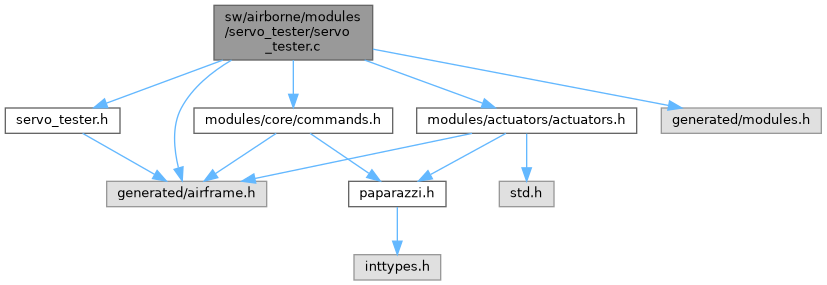 sw/airborne/modules
/servo_tester/servo
_tester.c
servo_tester.h
modules/core/commands.h
modules/actuators/actuators.h
generated/modules.h
generated/airframe.h
paparazzi.h
std.h
inttypes.h